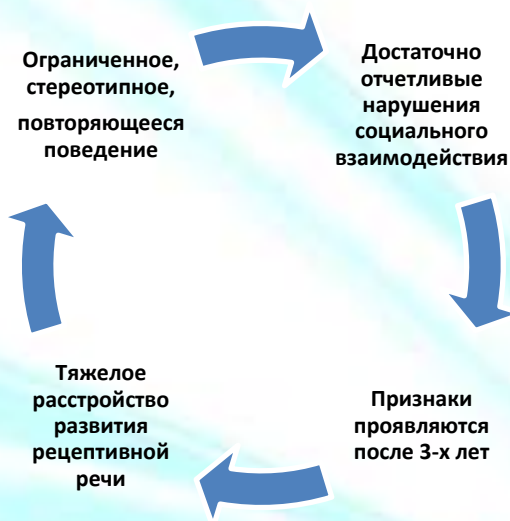 Ограниченное,
стереотипное,
повторяющееся
поведение
Достаточно
отчетливые
нарушения
социального
взаимодействия
Признаки
проявляются
после 3-х лет
Тяжелое
расстройство
развития
рецептивной
речи